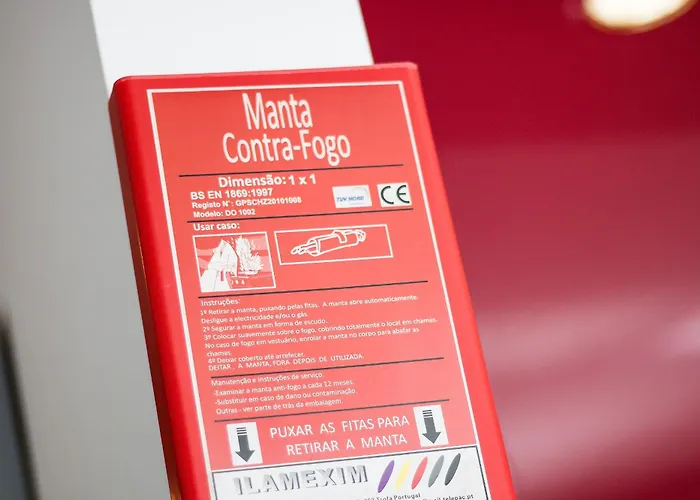 Manta
Contra-Fogo
Dimensão: 1 x 1
BS EN 1869:1997
Registo Nº: GPSCHZ20101008
Modelo: DO 1002
TUV NORD
CE
Usar caso:
Instruções:
1º Retirar a manta, puxando pelas fitas. A manta abre automaticamente.
Desligue a electricidade e/ou o gás.
2º Segurar a manta em forma de escudo.
3º Colocar suavemente sobre o fogo, cobrindo totalmente o local em chamas.
No caso de fogo em vestuário, enrolar a manta no corpo para abafar as
chamas.
4º Deixar coberto até arrefecer.
DEITAR , A MANTA, FORA DEPOIS DE UTILIZADA.
Manutenção e instruções de serviço.
-Examinar a manta anti-fogo a cada 12 meses.
-Substituir em caso de dano ou contaminação.
Outras - ver parte de trás da embalagem.
PUXAR AS FITAS PARA
RETIRAR A MANTA
ILAMEXIM
Portugal